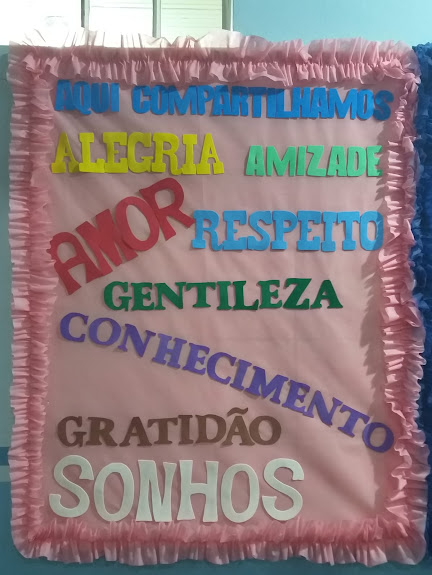 AQUI COMPARTILHAMOS
ALEGRIA AMIZADE
AMOR RESPEITO
GENTILEZA
CONHECIMENTO
GRATIDÃO
SONHOS